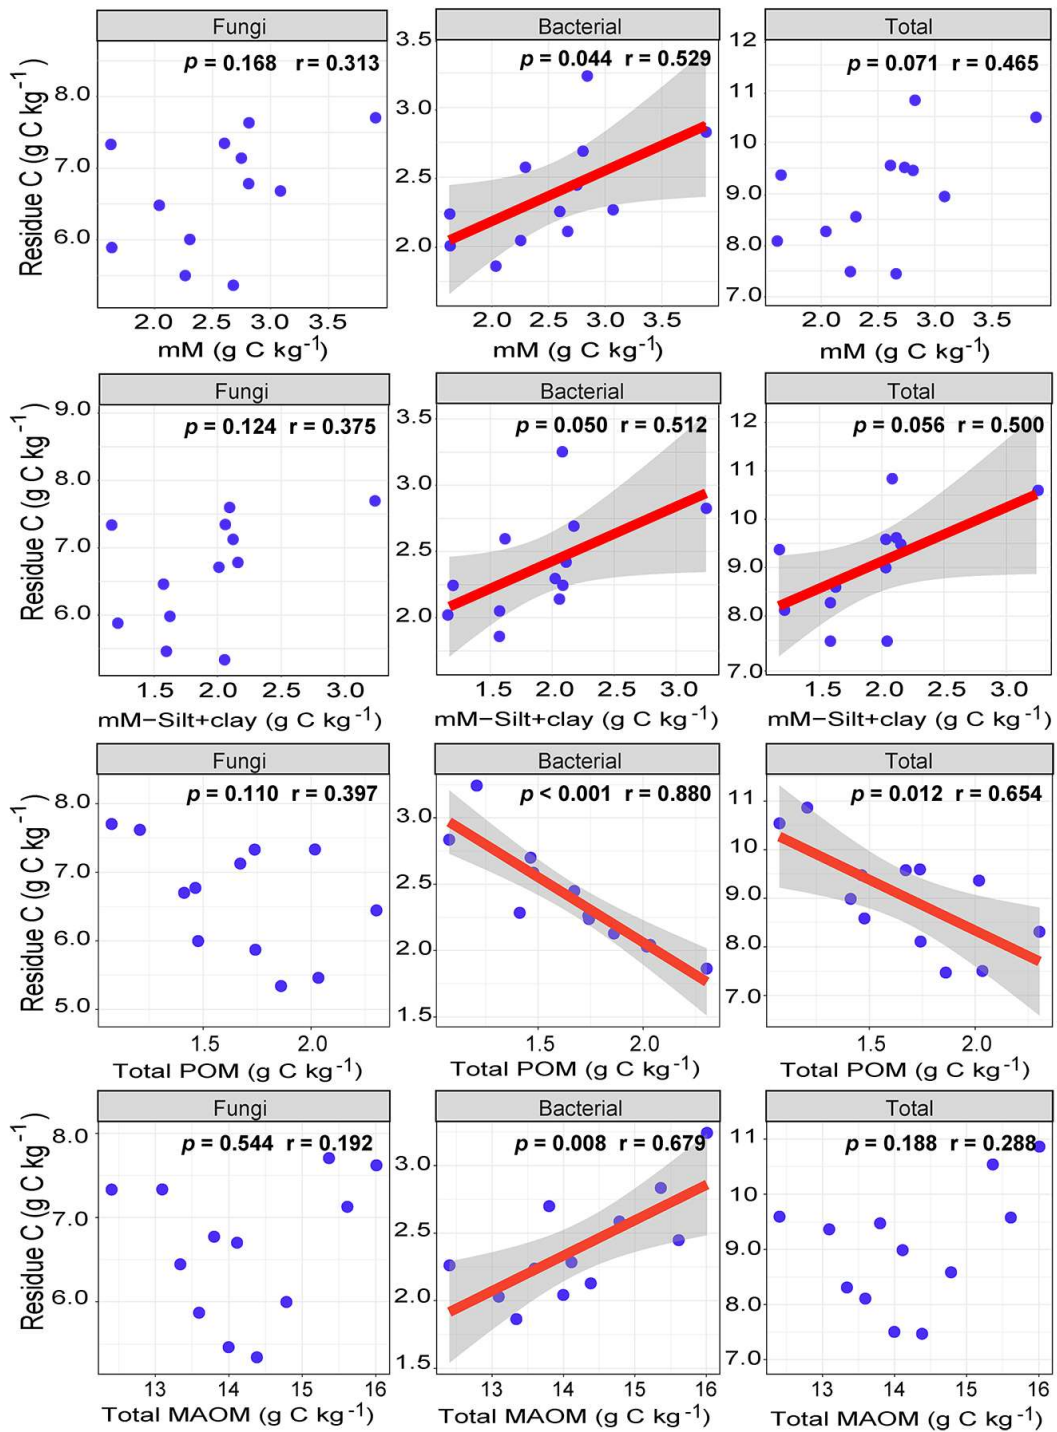 Fungi
p = 0.168 r = 0.313
8.0
7.0
6.0
Residue C (g C kg-1)
2.0 2.5 3.0 3.5
mM (g C kg-1)
Bacterial
p = 0.044 r = 0.529
3.5
3.0
2.5
2.0
2.0 2.5 3.0 3.5
mM (g C kg-1)
Total
p = 0.071 r = 0.465
12
11
10
9.0
8.0
7.0
2.0 2.5 3.0 3.5
mM (g C kg-1)
Fungi
p = 0.124 r = 0.375
9.0
8.0
7.0
6.0
Residue C (g C kg-1)
1.5 2.0 2.5 3.0
mM−Silt+clay (g C kg-1)
Bacterial
p = 0.050 r = 0.512
3.5
3.0
2.5
2.0
1.5 2.0 2.5 3.0
mM−Silt+clay (g C kg-1)
Total
p = 0.056 r = 0.500
12
11
10
9.0
8.0
7.0
1.5 2.0 2.5 3.0
mM−Silt+clay (g C kg-1)
Fungi
p = 0.110 r = 0.397
8.0
7.0
6.0
5.0
Residue C (g C kg-1)
1.5 2.0
Total POM (g C kg-1)
Bacterial
p < 0.001 r = 0.880
3.0
2.5
2.0
1.5
1.5 2.0
Total POM (g C kg-1)
Total
p = 0.012 r = 0.654
11
10
9.0
8.0
7.0
1.5 2.0
Total POM (g C kg-1)
Fungi
p = 0.544 r = 0.192
8.0
7.0
6.0
Residue C (g C kg-1)
13 14 15 16
Total MAOM (g C kg-1)
Bacterial
p = 0.008 r = 0.679
3.0
2.5
2.0
1.5
13 14 15 16
Total MAOM (g C kg-1)
Total
p = 0.188 r = 0.288
11
10
9.0
8.0
7.0
13 14 15 16
Total MAOM (g C kg-1)